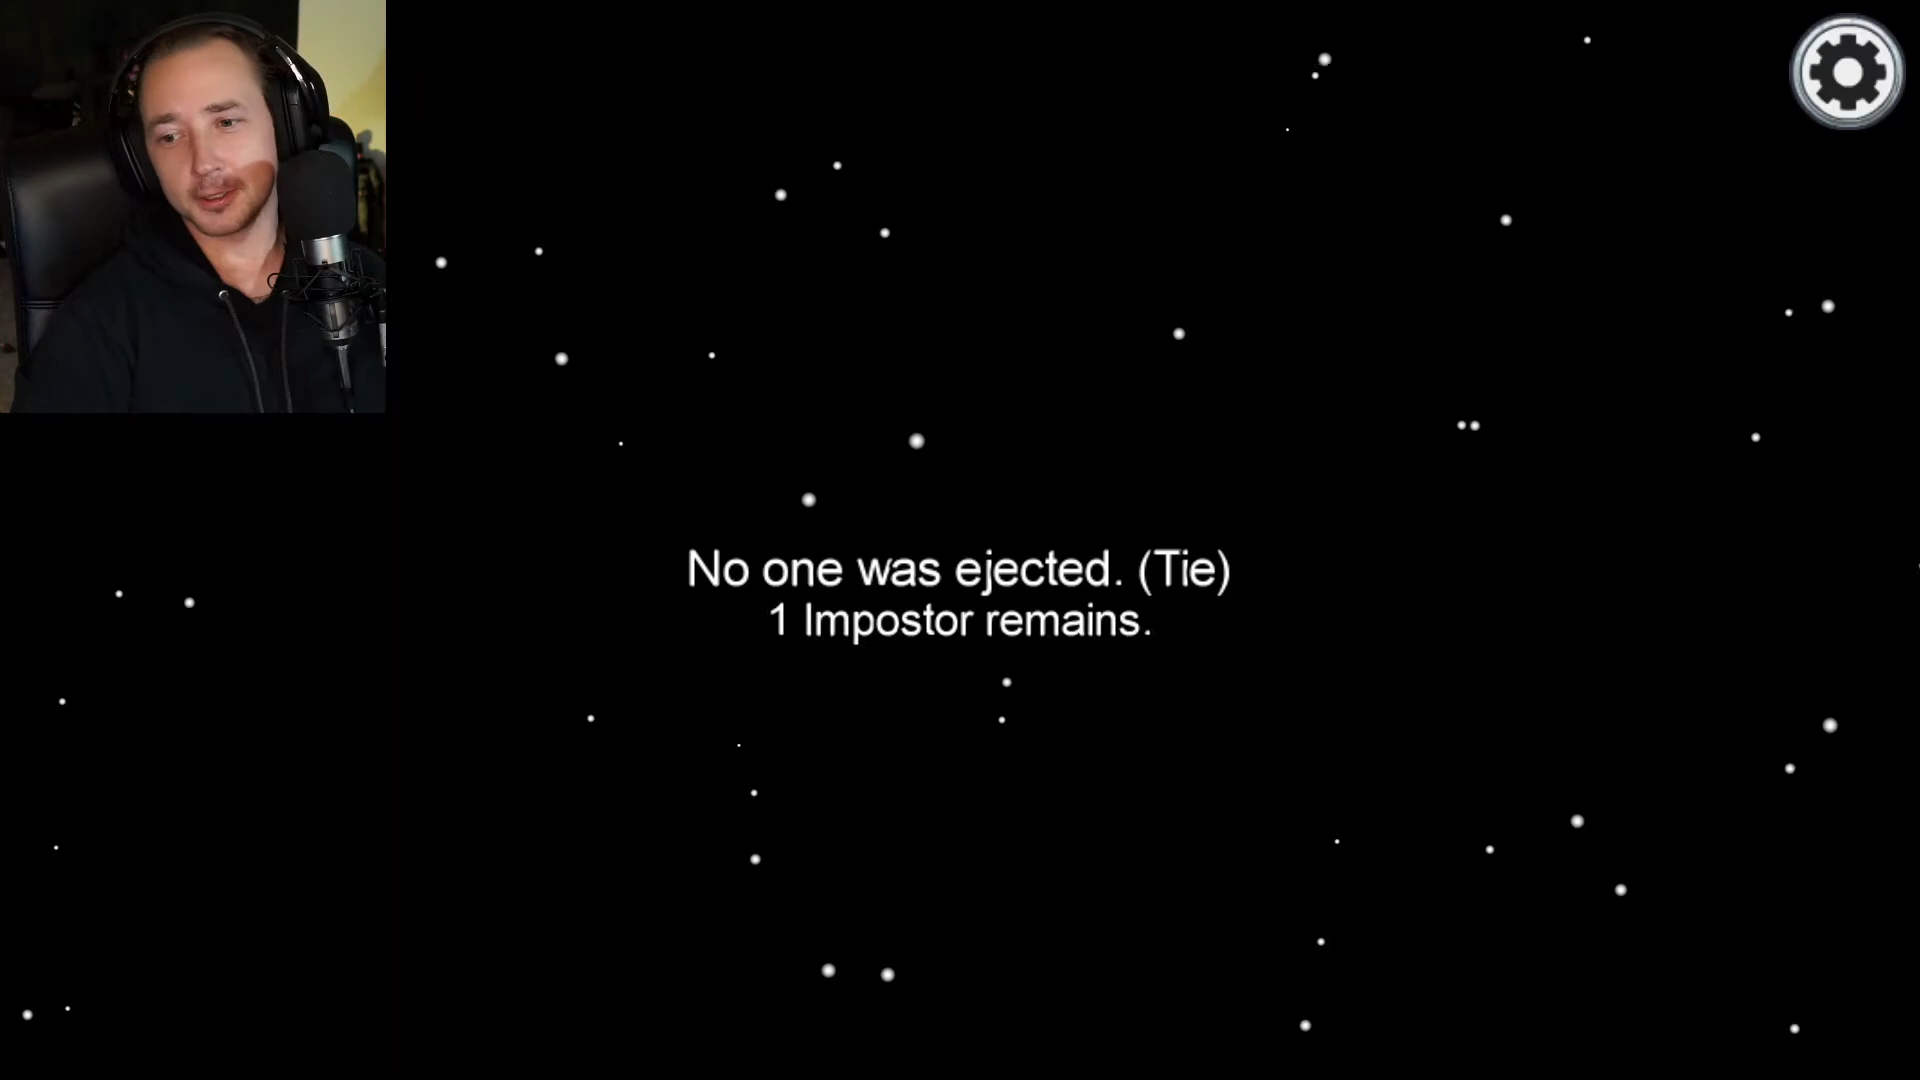 No one was ejected. (Tie)
1 Impostor remains.